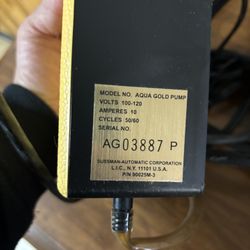 MODEL NO. AQUA GOLD PUMP
VOLTS 100-120
AMPERES 10
CYCLES 50/60
SERIAL NO.
AG03887 P
SUSSMAN-AUTOMATIC CORPORATION
L.I.C., N.Y. 11101 U.S.A.
P/N 99025M-3